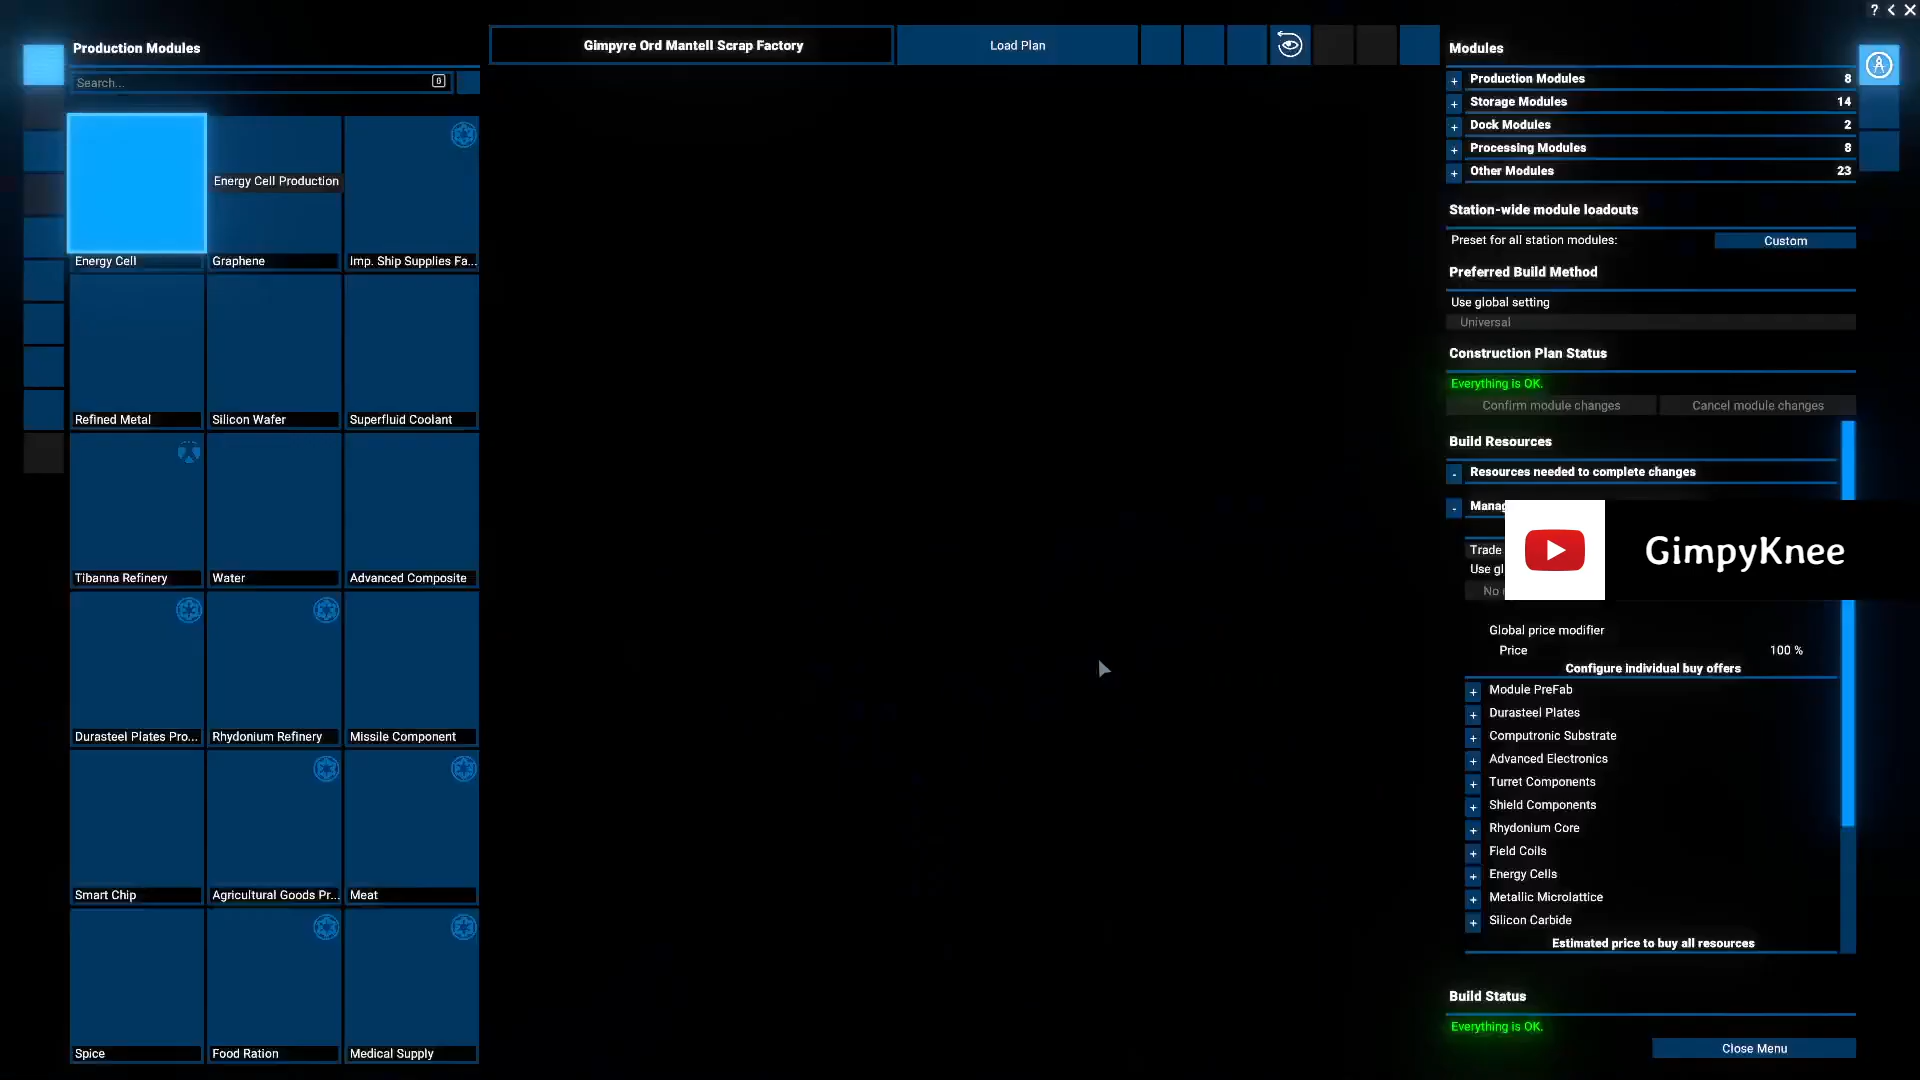 ? < X
Production Modules
Search...
Energy Cell Production
Energy Cell
Graphene
Imp. Ship Supplies Fa...
Refined Metal
Silicon Wafer
Superfluid Coolant
Tibanna Refinery
Water
Advanced Composite
Durasteel Plates Pro...
Rhydonium Refinery
Missile Component
Smart Chip
Agricultural Goods Pr...
Meat
Spice
Food Ration
Medical Supply
Gimpyre Ord Mantell Scrap Factory
Load Plan
Modules
+ Production Modules 8
+ Storage Modules 14
+ Dock Modules 2
+ Processing Modules 8
+ Other Modules 23
Station-wide module loadouts
Preset for all station modules: Custom
Preferred Build Method
Use global setting
Universal
Construction Plan Status
Everything is OK.
Confirm module changes Cancel module changes
Build Resources
- Resources needed to complete changes
- Manag
Trade
Use gl
No
GimpyKnee
Global price modifier
Price 100 %
Configure individual buy offers
+ Module PreFab
+ Durasteel Plates
+ Computronic Substrate
+ Advanced Electronics
+ Turret Components
+ Shield Components
+ Rhydonium Core
+ Field Coils
+ Energy Cells
+ Metallic Microlattice
+ Silicon Carbide
Estimated price to buy all resources
Build Status
Everything is OK.
Close Menu